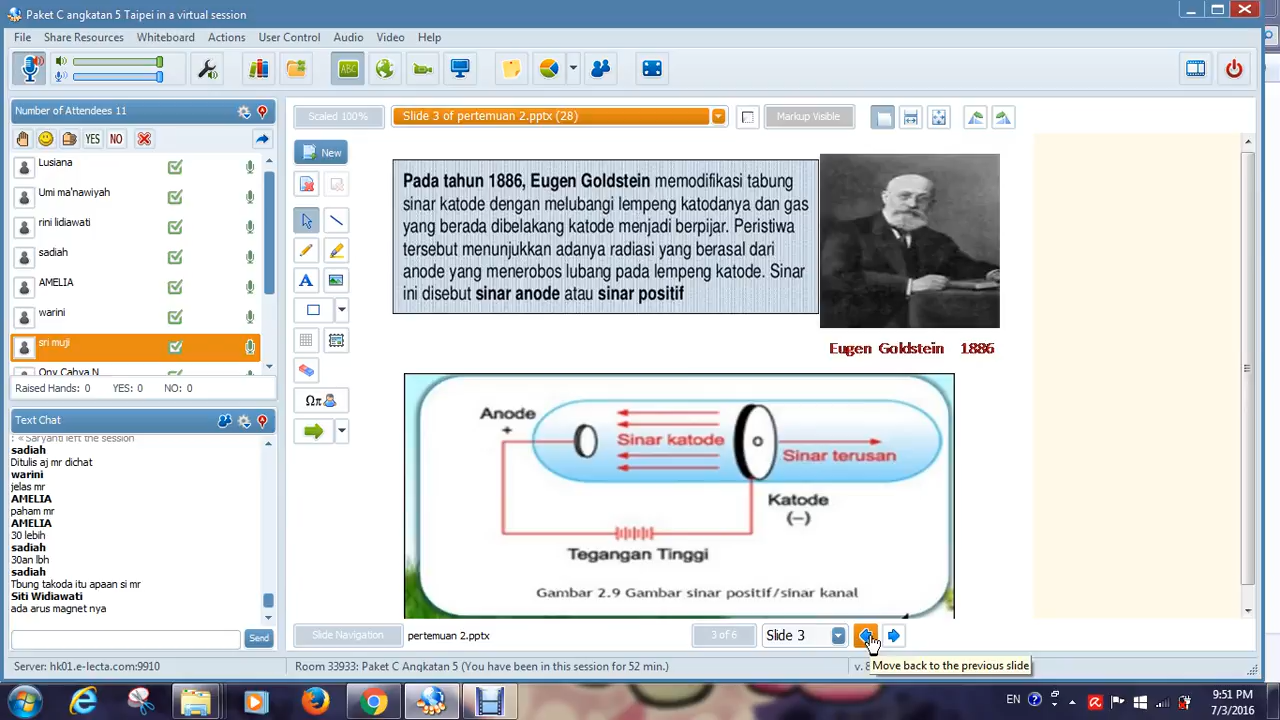 Paket C angkatan 5 Taipei in a virtual session
File Share Resources Whiteboard Actions User Control Audio Video Help
ABC
Number of Attendees 11
YES NO
Lusiana
Umi ma'nawiyah
rini lidiawati
sadiah
AMELIA
warini
sri muji
Ony Cahya N
Raised Hands: 0 YES: 0 NO: 0
Text Chat
: « Saryanti left the session
sadiah
Ditulis aj mr dichat
warini
jelas mr
AMELIA
paham mr
AMELIA
30 lebih
sadiah
30an lbh
sadiah
Tbung takoda itu apaan si mr
Siti Widiawati
ada arus magnet nya
Send
Scaled 100%
Slide 3 of pertemuan 2.pptx (28)
Markup Visible
New
A
Ωπ
Pada tahun 1886, Eugen Goldstein memodifikasi tabung
sinar katode dengan melubangi lempeng katodanya dan gas
yang berada dibelakang katode menjadi berpijar. Peristiwa
tersebut menunjukkan adanya radiasi yang berasal dari
anode yang menerobos lubang pada lempeng katode. Sinar
ini disebut sinar anode atau sinar positif
Eugen Goldstein 1886
Anode
+
Sinar katode
Sinar terusan
Katode
(–)
Tegangan Tinggi
Gambar 2.9 Gambar sinar positif/sinar kanal
Slide Navigation
pertemuan 2.pptx
3 of 6
Slide 3
Move back to the previous slide
Server: hk01.e-lecta.com:9910
Room 33933: Paket C Angkatan 5 (You have been in this session for 52 min.)
v. 8
EN
9:51 PM
7/3/2016